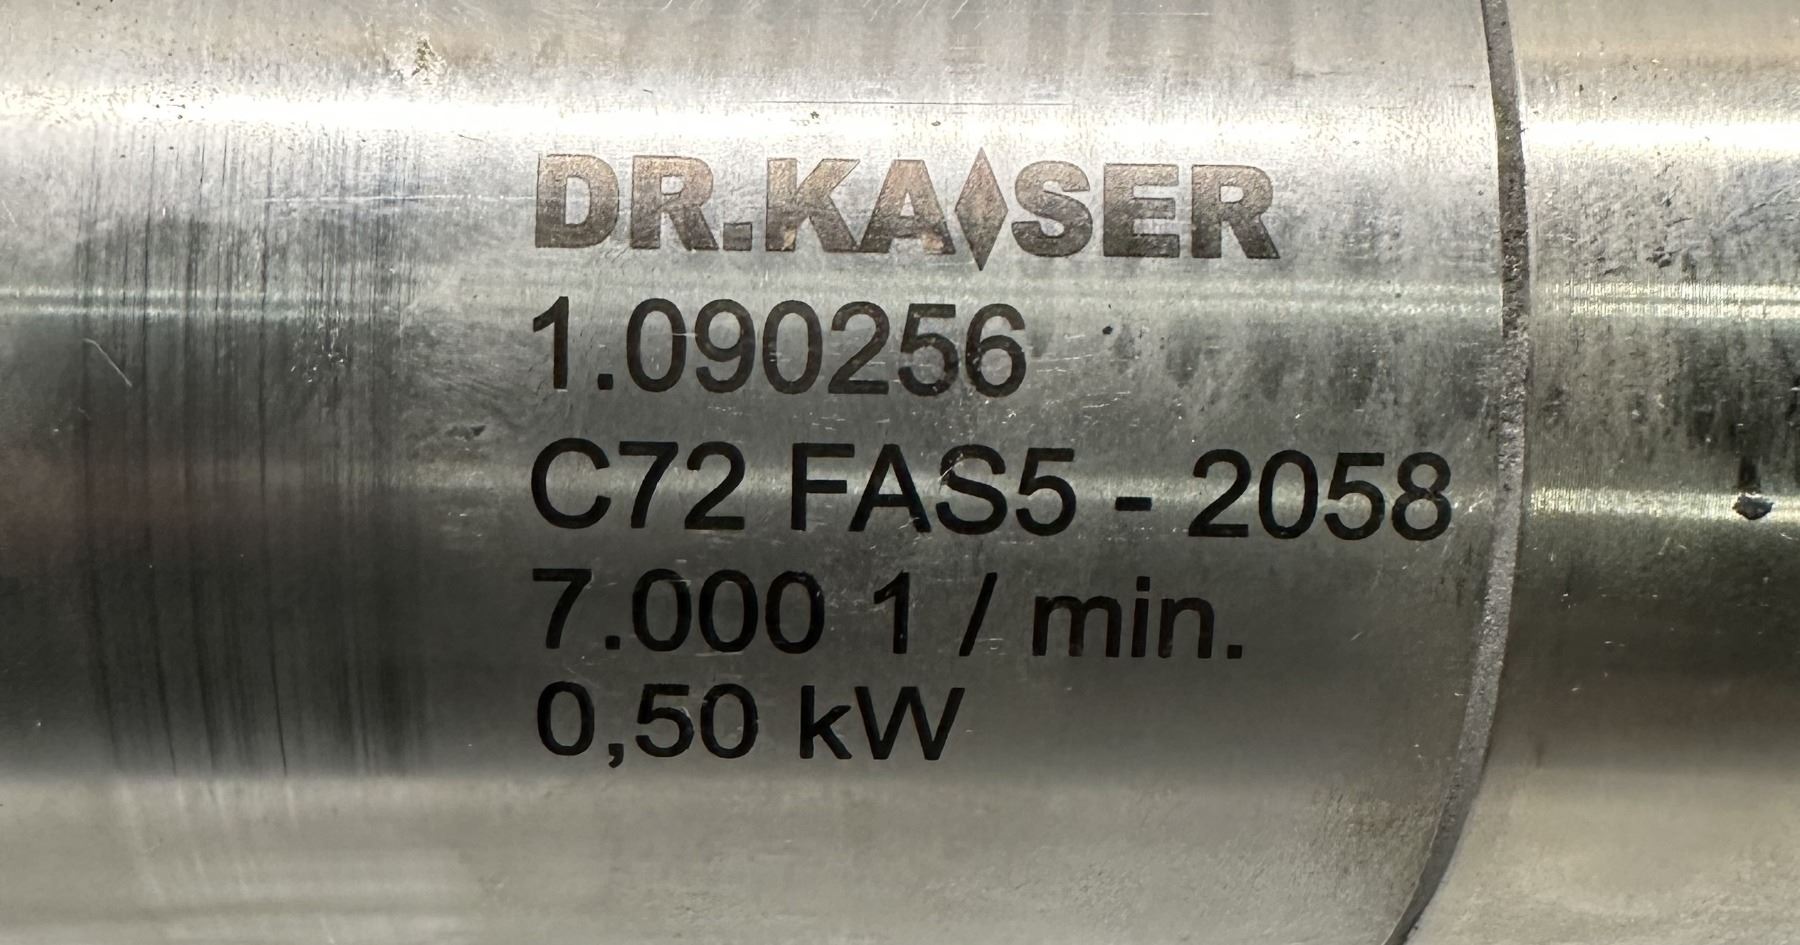 DR.KAISER
1.090256
C72 FAS5 - 2058
7.000 1 / min.
0,50 kW